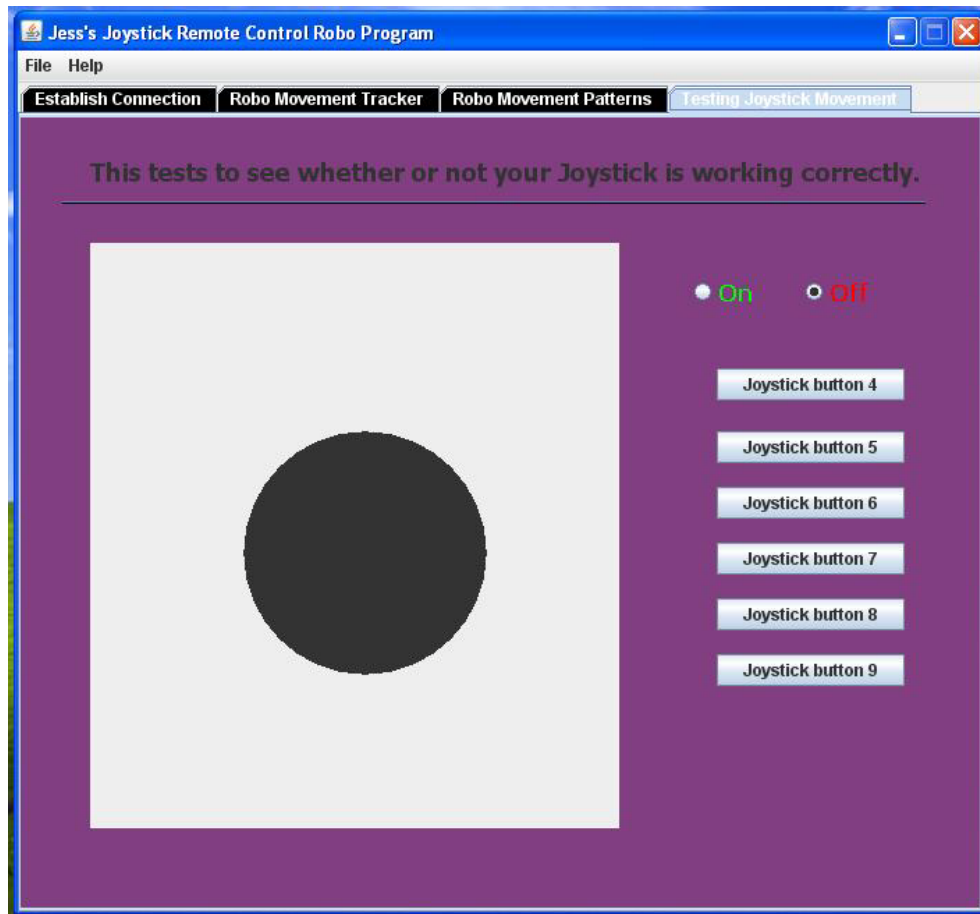 Jess's Joystick Remote Control Robo Program
File Help
Establish Connection Robo Movement Tracker Robo Movement Patterns Testing Joystick Movement
This tests to see whether or not your Joystick is working correctly.
On Off
Joystick button 4
Joystick button 5
Joystick button 6
Joystick button 7
Joystick button 8
Joystick button 9